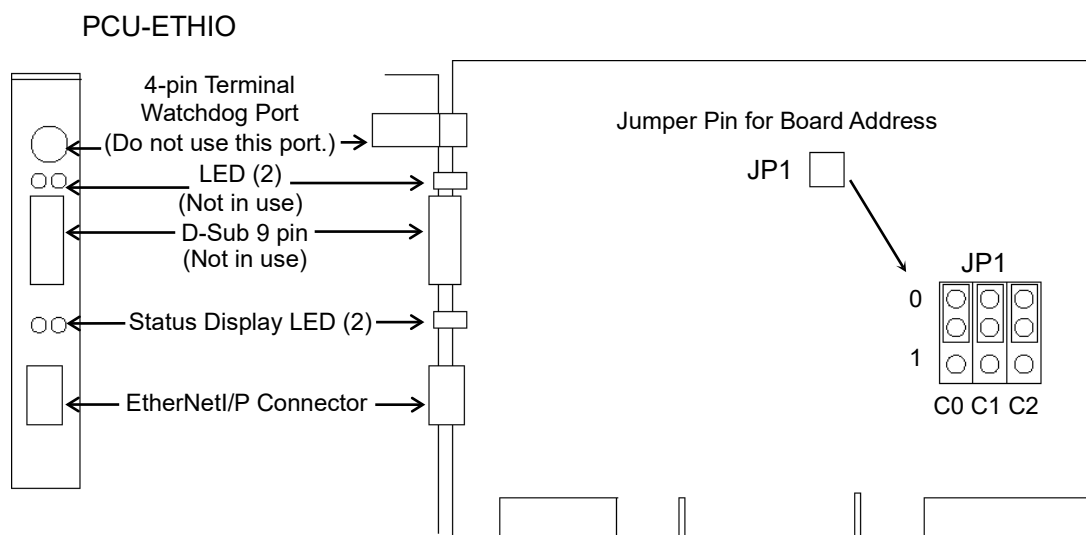 PCU-ETHIO
4-pin Terminal
Watchdog Port
(Do not use this port.)
LED (2)
(Not in use)
D-Sub 9 pin
(Not in use)
Status Display LED (2)
EtherNetI/P Connector
Jumper Pin for Board Address
JP1
JP1
0
1
C0 C1 C2